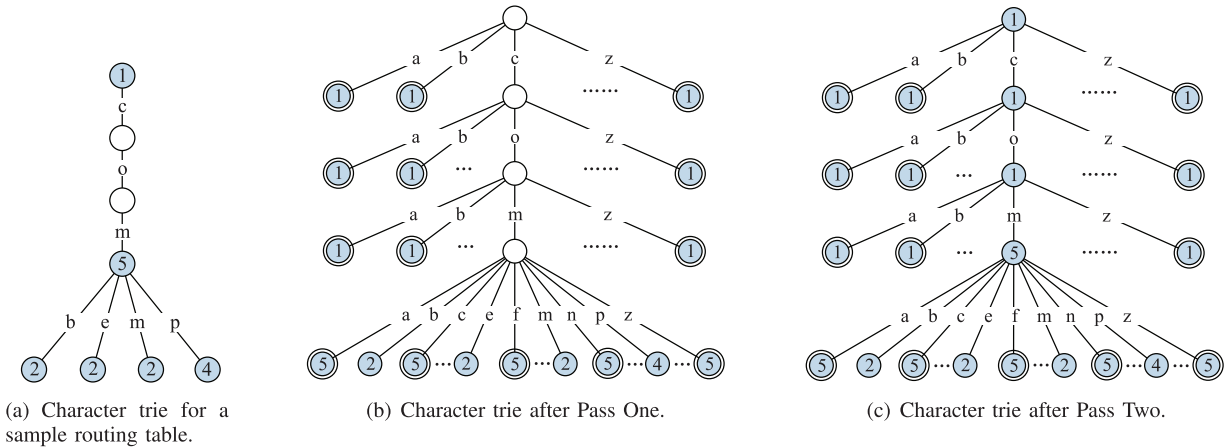 1
c
o
m
5
b e m p
2 2 2 4
(a) Character trie for a
sample routing table.
a b c z
1 1 ...... 1
a b o z
1 1 ... ...... 1
a b m z
1 1 ... ...... 1
a b c e f m n p z
5 2 5 ... 2 5 ... 2 5 ... 4 ... 5
(b) Character trie after Pass One.
1
a b c z
1 1 1 ...... 1
a b o z
1 1 ... 1 ...... 1
a b m z
1 1 ... 5 ...... 1
a b c e f m n p z
5 2 5 ... 2 5 ... 2 5 ... 4 ... 5
(c) Character trie after Pass Two.